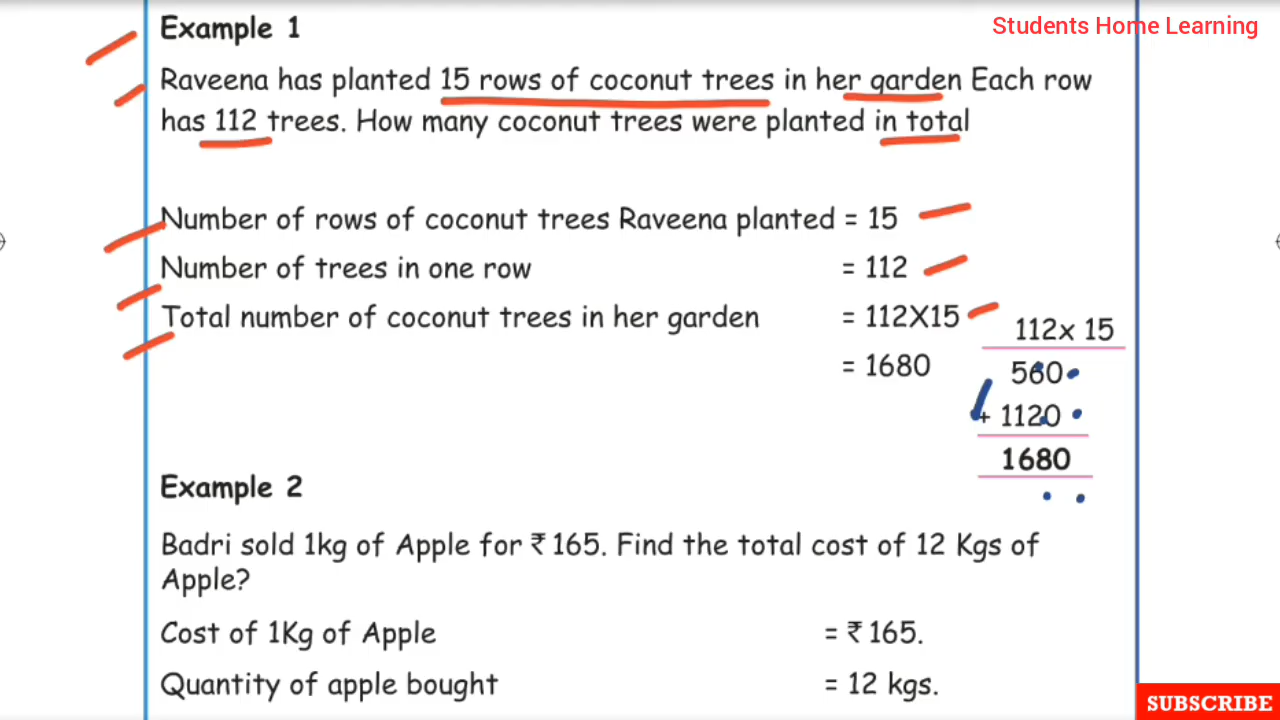 Students Home Learning
Example 1
Raveena has planted 15 rows of coconut trees in her garden Each row
has 112 trees. How many coconut trees were planted in total
Number of rows of coconut trees Raveena planted = 15
Number of trees in one row = 112
Total number of coconut trees in her garden = 112X15
= 1680
112x 15
560
+ 1120
1680
Example 2
Badri sold 1kg of Apple for ₹ 165. Find the total cost of 12 Kgs of
Apple?
Cost of 1Kg of Apple = ₹ 165.
Quantity of apple bought = 12 kgs.
SUBSCRIBE